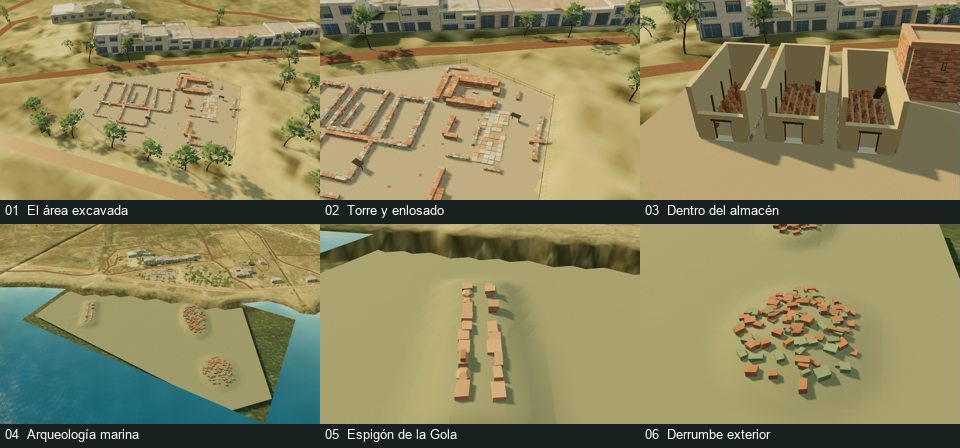 01 El área excavada
02 Torre y enlosado
03 Dentro del almacén
04 Arqueología marina
05 Espigón de la Gola
06 Derrumbe exterior